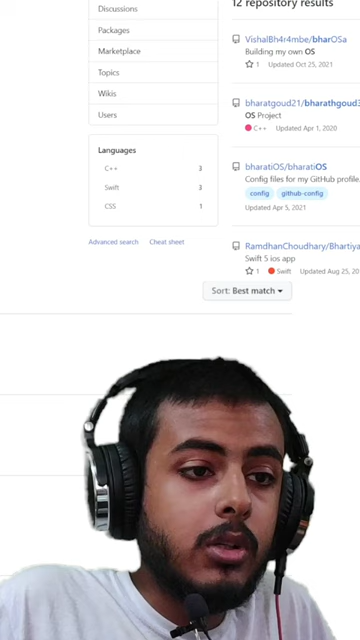 Discussions
Packages
Marketplace
Topics
Wikis
Users
Languages
C++ 3
Swift 3
CSS 1
Advanced search Cheat sheet
12 repository results
VishalBh4r4mbe/bharOSa
Building my own OS
1 Updated Oct 25, 2021
bharatgoud21/bharathgoud3
OS Project
C++ Updated Apr 1, 2020
bharatiOS/bharatiOS
Config files for my GitHub profile.
config github-config
Updated Apr 5, 2021
RamdhanChoudhary/Bhartiya
Swift 5 ios app
1 Swift Updated Aug 25, 20
Sort: Best match